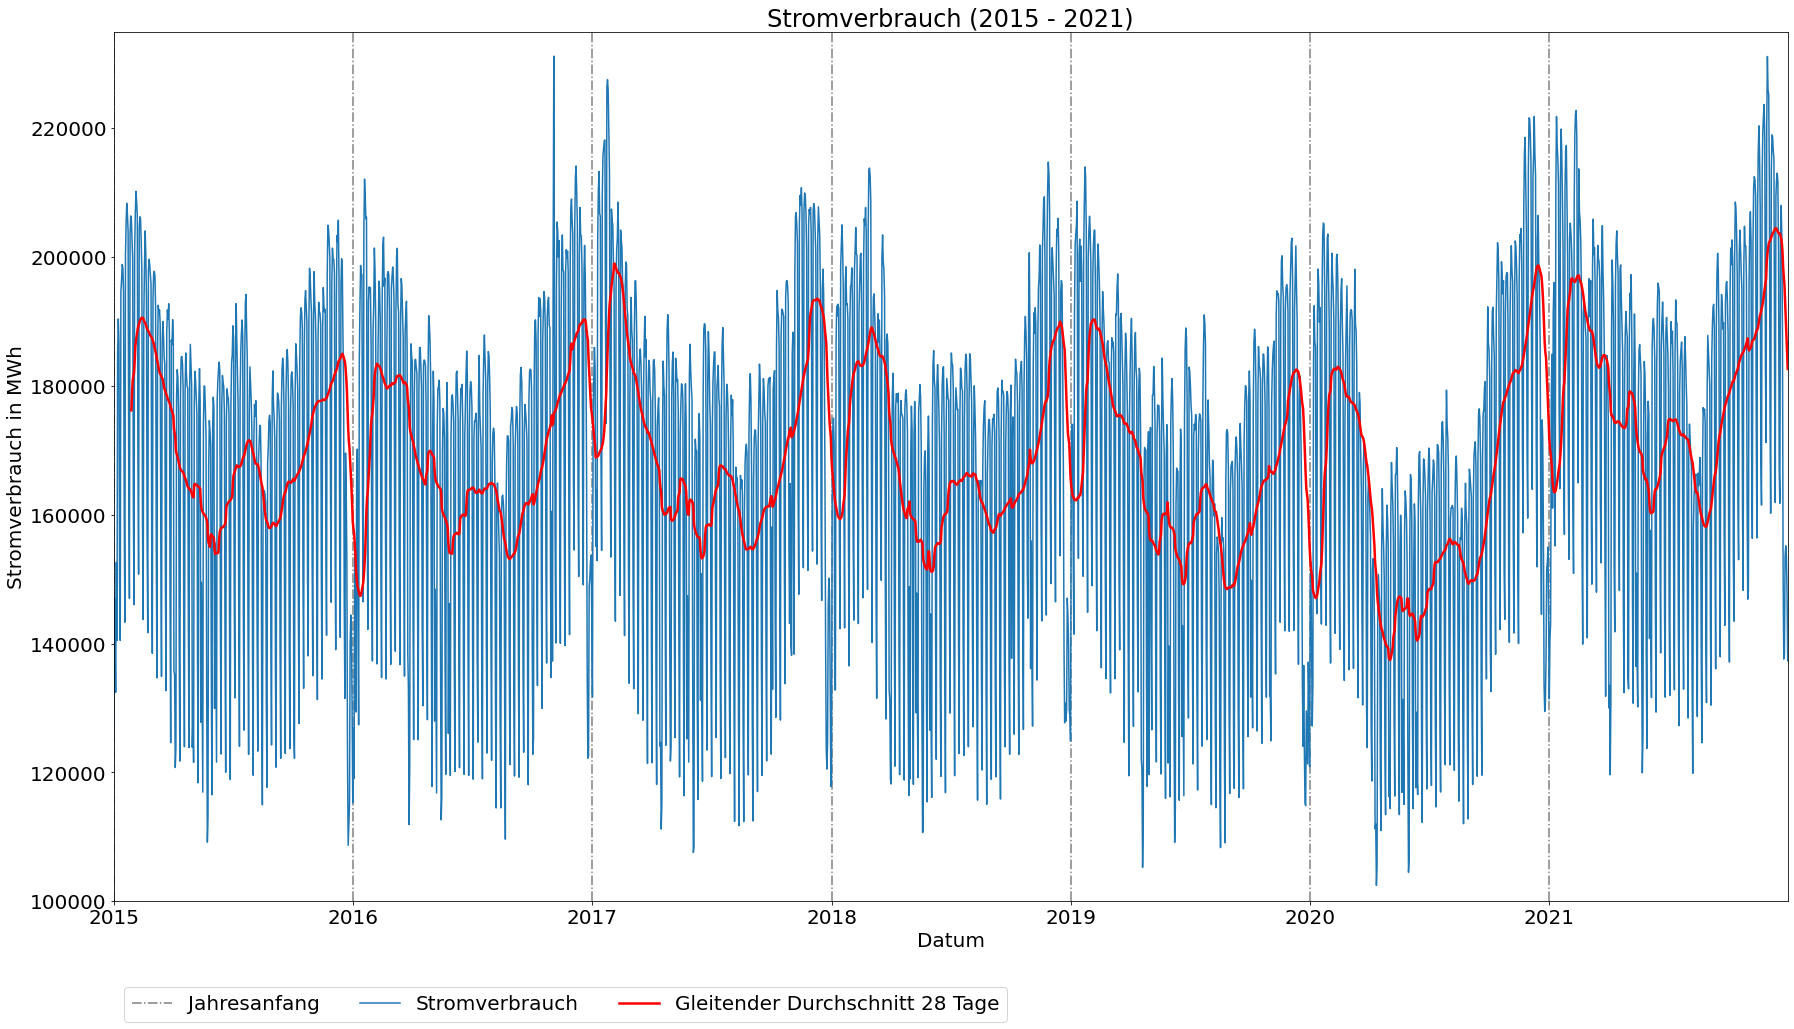 Stromverbrauch (2015 - 2021)
Stromverbrauch in MWh
220000
200000
180000
160000
140000
120000
100000
2015 2016 2017 2018 2019 2020 2021
Datum
Jahresanfang Stromverbrauch Gleitender Durchschnitt 28 Tage